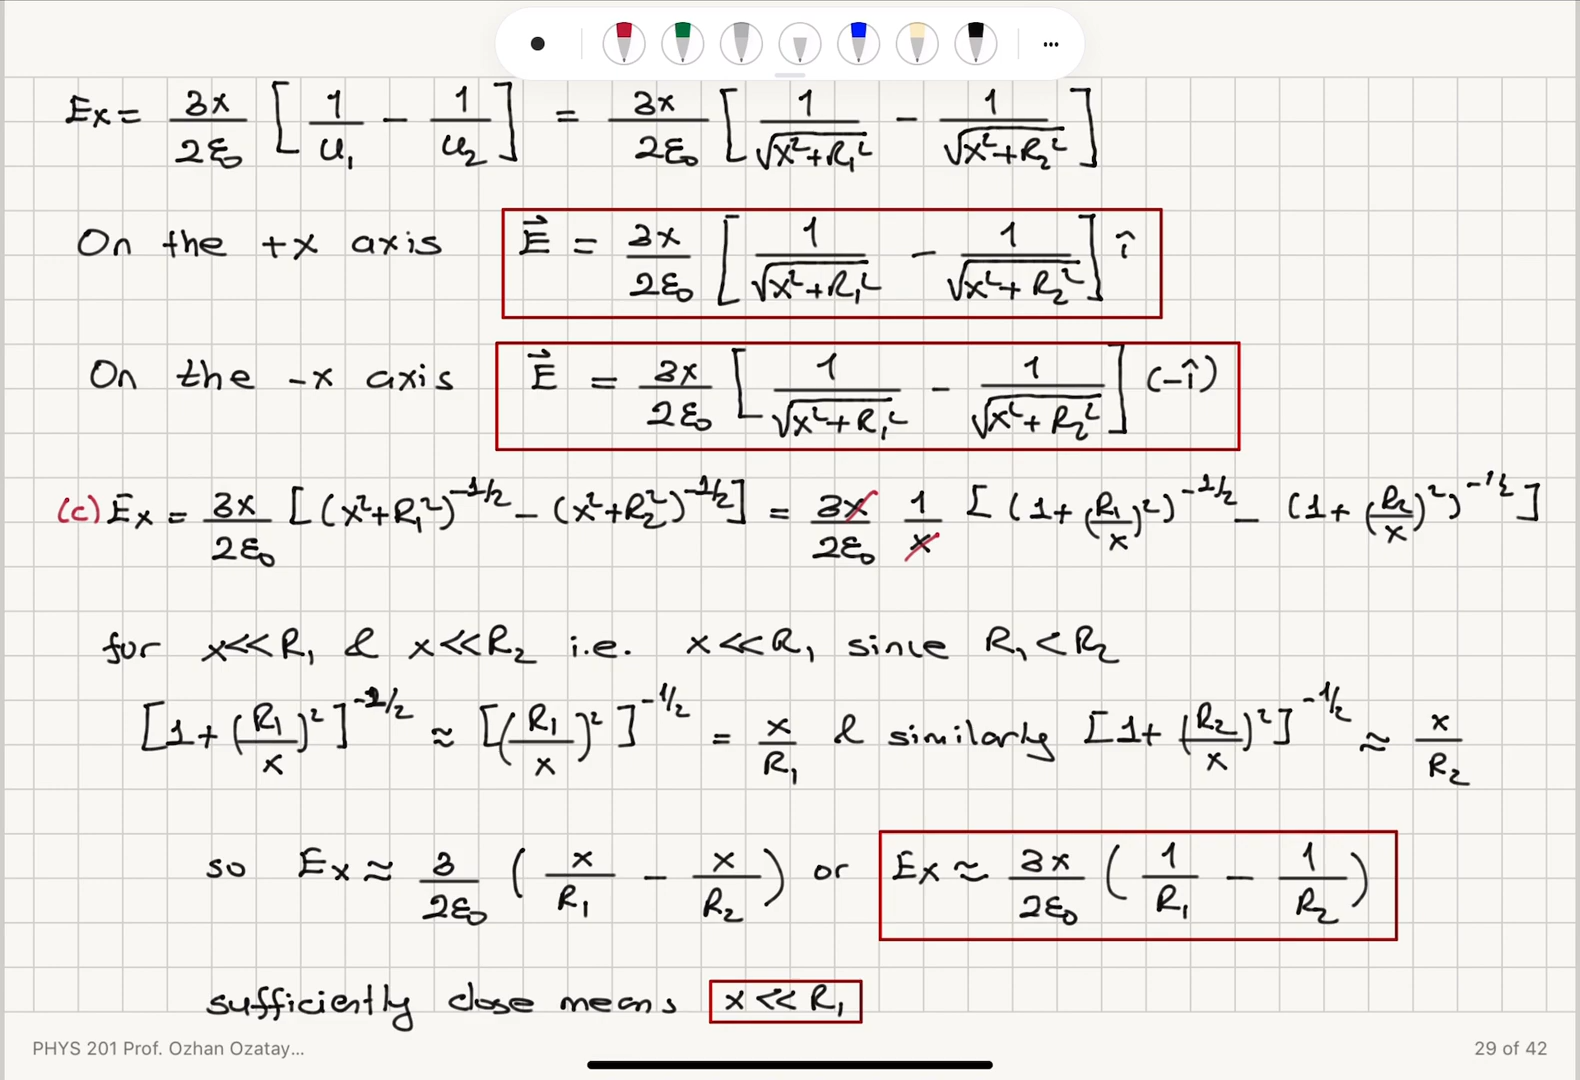 Ex = 3x/2ε₀ [ 1/u₁ − 1/u₂ ] = 3x/2ε₀ [ 1/√(x²+R₁²) − 1/√(x²+R₂²) ]
On the +x axis E⃗ = 3x/2ε₀ [ 1/√(x²+R₁²) − 1/√(x²+R₂²) ] î
On the -x axis E⃗ = 3x/2ε₀ [ 1/√(x²+R₁²) − 1/√(x²+R₂²) ] (−î)
(c) Ex = 3x/2ε₀ [ (x²+R₁²)^-1/2 − (x²+R₂²)^-1/2 ] = 3x/2ε₀ 1/x [ (1+(R₁/x)²)^-1/2 − (1+(R₂/x)²)^-1/2 ]
for x<<R₁ & x<<R₂ i.e. x<<R₁ since R₁<R₂
[1+(R₁/x)²]^-1/2 ≈ [(R₁/x)²]^-1/2 = x/R₁ & similarly [1+(R₂/x)²]^-1/2 ≈ x/R₂
so Ex ≈ 3/2ε₀ ( x/R₁ − x/R₂ ) or Ex ≈ 3x/2ε₀ ( 1/R₁ − 1/R₂ )
sufficiently close means x << R₁
PHYS 201 Prof. Ozhan Ozatay... 29 of 42